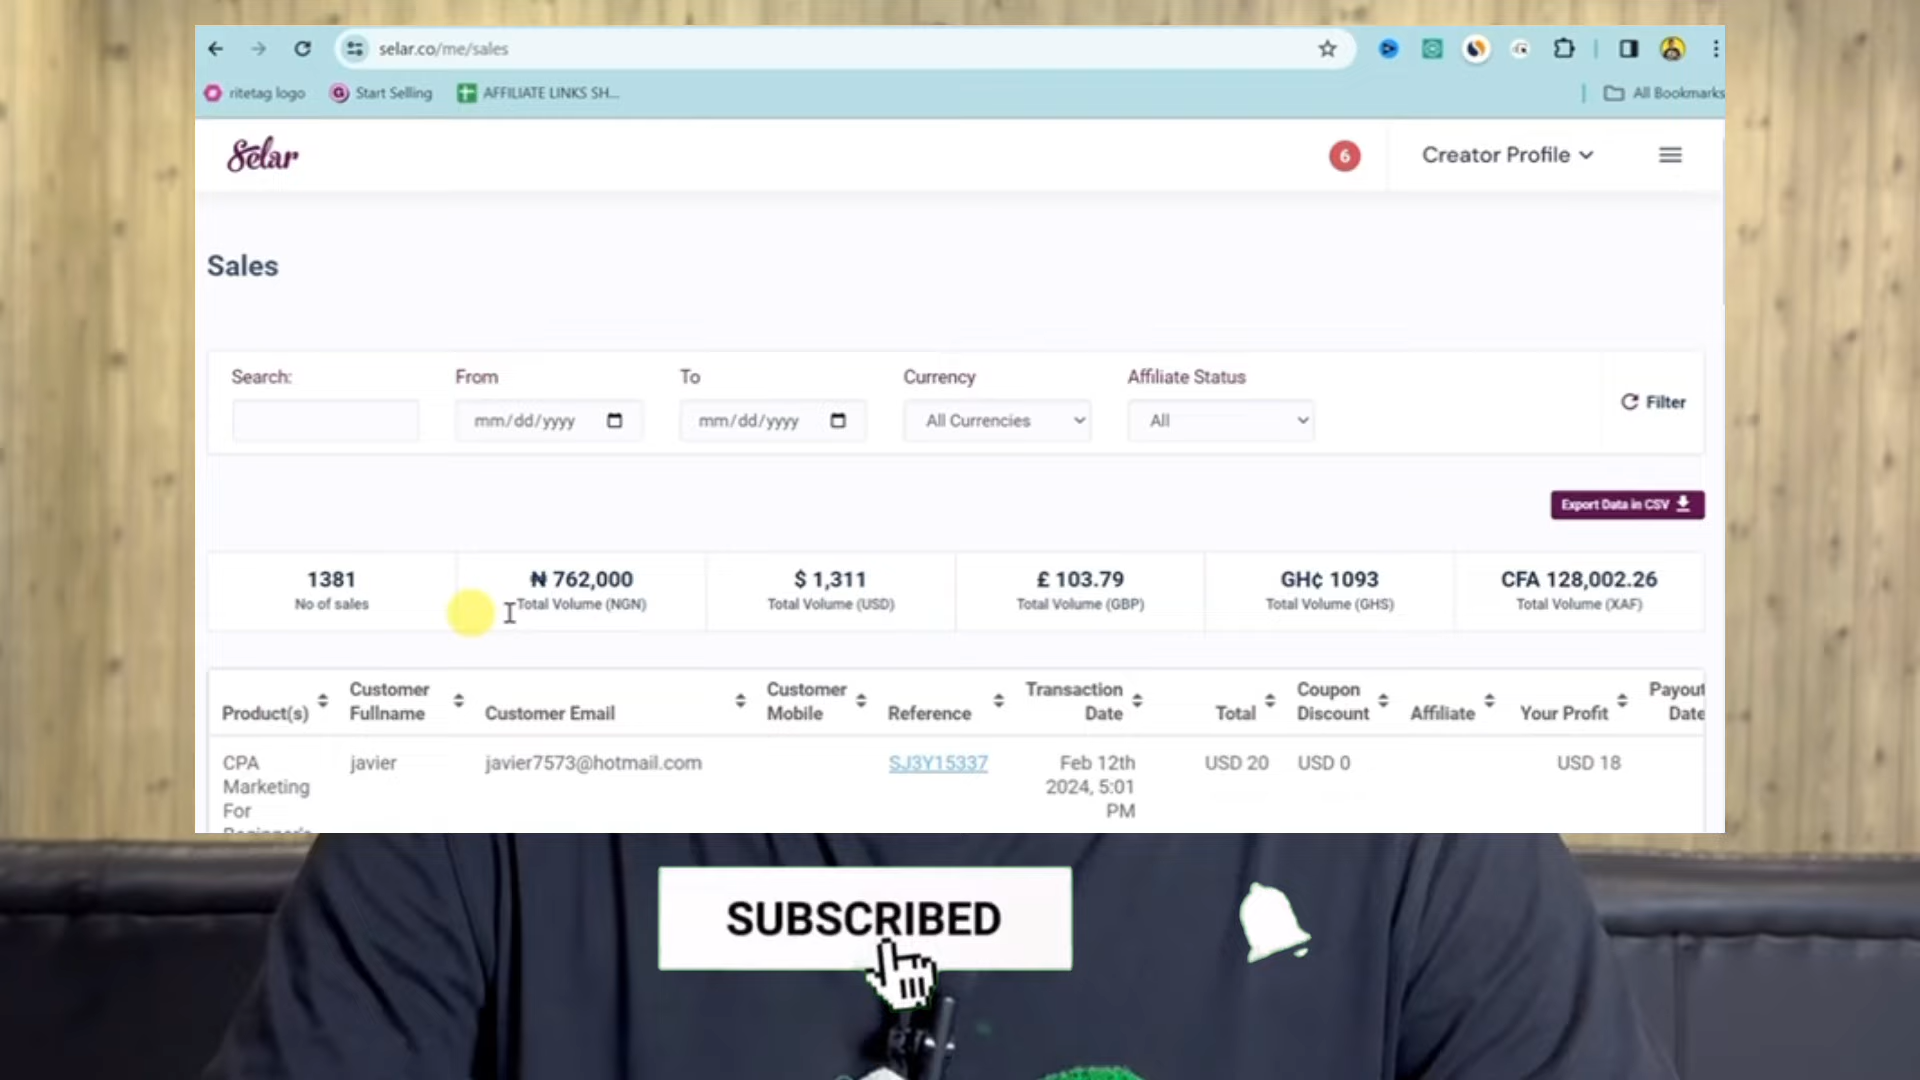 selar.co/me/sales
ritetag logo
Start Selling
AFFILIATE LINKS SH...
All Bookmarks
Selar
6
Creator Profile
Sales
Search:
From
To
Currency
Affiliate Status
mm/dd/yyyy
mm/dd/yyyy
All Currencies
All
Filter
Export Data in CSV
1381
No of sales
₦ 762,000
Total Volume (NGN)
$ 1,311
Total Volume (USD)
£ 103.79
Total Volume (GBP)
GH¢ 1093
Total Volume (GHS)
CFA 128,002.26
Total Volume (XAF)
Product(s)
Customer
Fullname
Customer Email
Customer
Mobile
Reference
Transaction
Date
Total
Coupon
Discount
Affiliate
Your Profit
Payout
Date
CPA
Marketing
For
Beginner's
javier
javier7573@hotmail.com
SJ3Y15337
Feb 12th
2024, 5:01
PM
USD 20
USD 0
USD 18
SUBSCRIBED